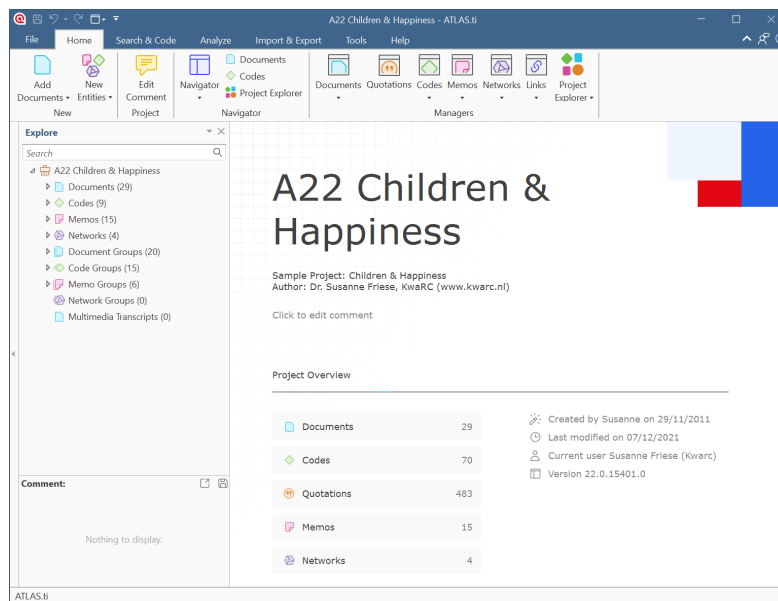 A22 Children & Happiness - ATLAS.ti
File Home Search & Code Analyze Import & Export Tools Help
Add Documents
New Entities
New
Edit Comment
Project
Navigator
Documents
Codes
Project Explorer
Navigator
Documents Quotations Codes Memos Networks Links Project Explorer
Managers
Explore
Search
A22 Children & Happiness
Documents (29)
Codes (9)
Memos (15)
Networks (4)
Document Groups (20)
Code Groups (15)
Memo Groups (6)
Network Groups (0)
Multimedia Transcripts (0)
Comment:
Nothing to display.
A22 Children &
Happiness
Sample Project: Children & Happiness
Author: Dr. Susanne Friese, KwaRC (www.kwarc.nl)
Click to edit comment
Project Overview
Documents 29
Codes 70
Quotations 483
Memos 15
Networks 4
Created by Susanne on 29/11/2011
Last modified on 07/12/2021
Current user Susanne Friese (Kwarc)
Version 22.0.15401.0
ATLAS.ti